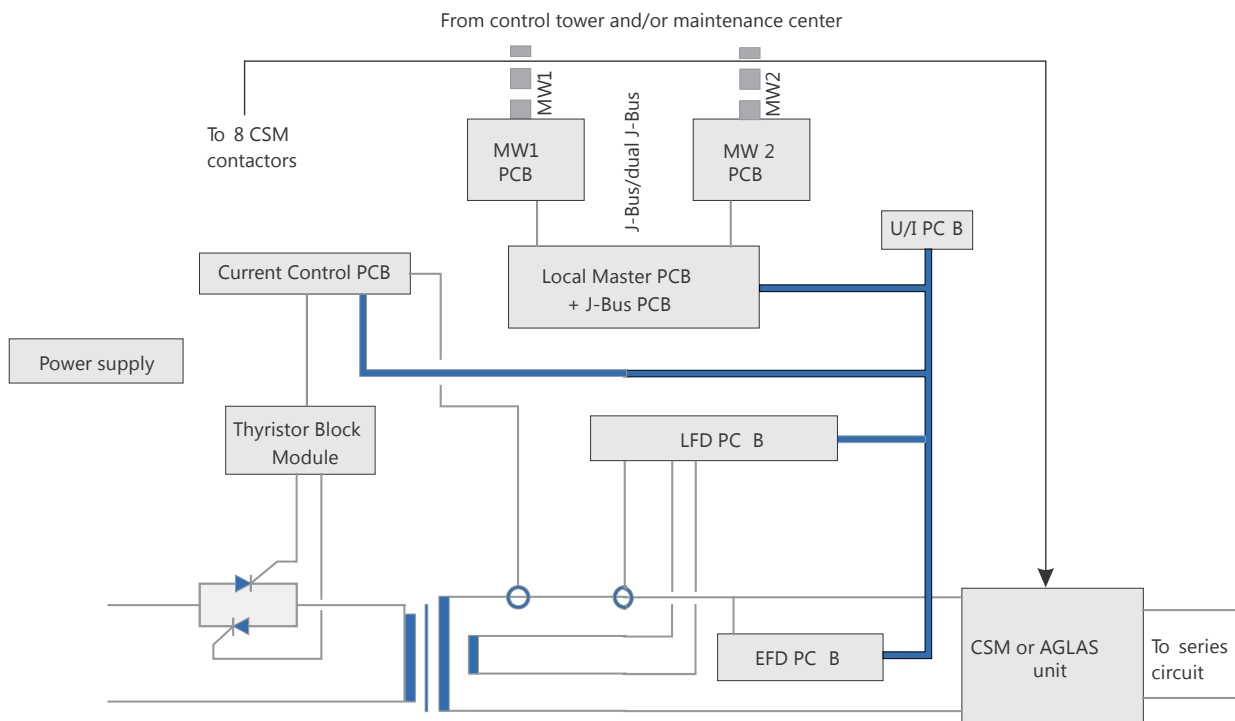 From control tower and/or maintenance center
MW1
MW2
J-Bus/dual J-Bus
To 8 CSM
contactors
MW1
PCB
MW 2
PCB
U/I PC B
Current Control PCB
Local Master PCB
+ J-Bus PCB
Power supply
Thyristor Block
Module
LFD PC B
EFD PC B
CSM or AGLAS
unit
To series
circuit